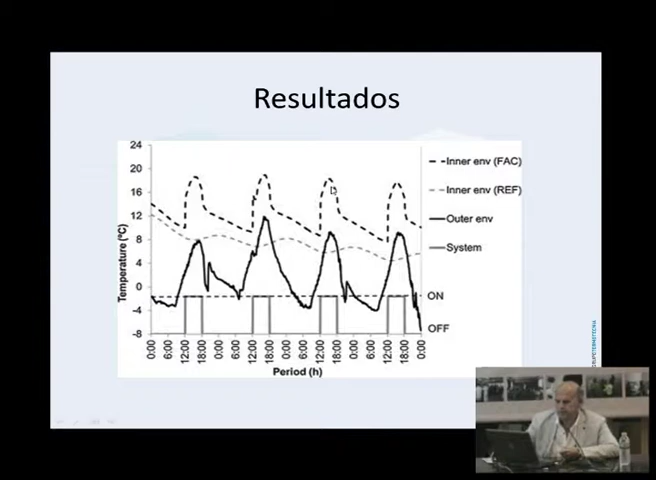 Resultados
24
20
16
12
8
4
0
-4
-8
Temperature (ºC)
Inner env (FAC)
Inner env (REF)
Outer env
System
ON
OFF
0:00 6:00 12:00 18:00 0:00 6:00 12:00 18:00 0:00 6:00 12:00 18:00 0:00 6:00 12:00 18:00 0:00
Period (h)